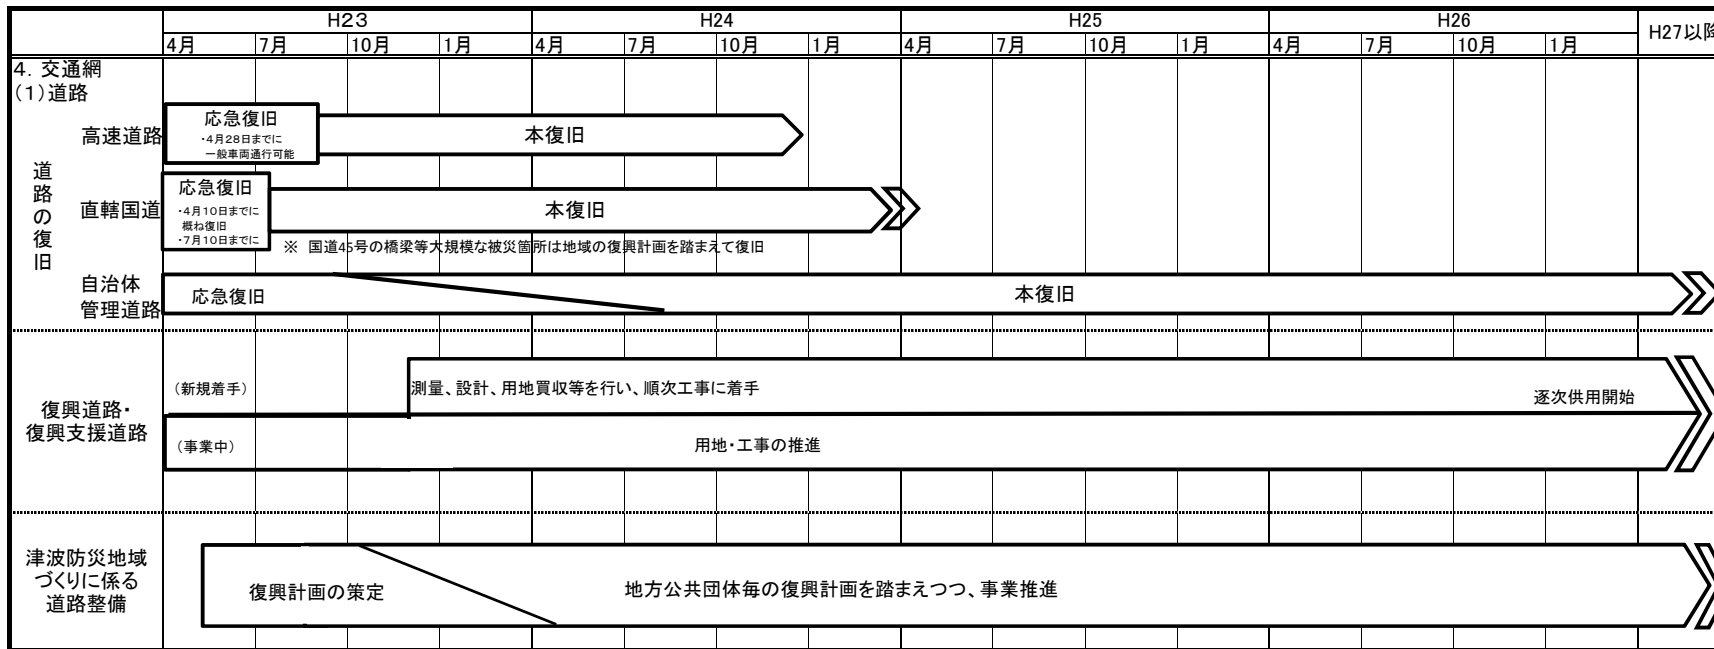 H23 H24 H25 H26 H27以降
4月 7月 10月 1月 4月 7月 10月 1月 4月 7月 10月 1月 4月 7月 10月 1月
4．交通網
(1)道路
道路の復旧
高速道路
応急復旧
・4月28日までに
一般車両通行可能
本復旧
直轄国道
応急復旧
・4月10日までに
概ね復旧
・7月10日までに
本復旧
※ 国道45号の橋梁等大規模な被災箇所は地域の復興計画を踏まえて復旧
自治体
管理道路
応急復旧
本復旧
復興道路・
復興支援道路
(新規着手)
測量、設計、用地買収等を行い、順次工事に着手
逐次供用開始
(事業中)
用地・工事の推進
津波防災地域
づくりに係る
道路整備
復興計画の策定
地方公共団体毎の復興計画を踏まえつつ、事業推進